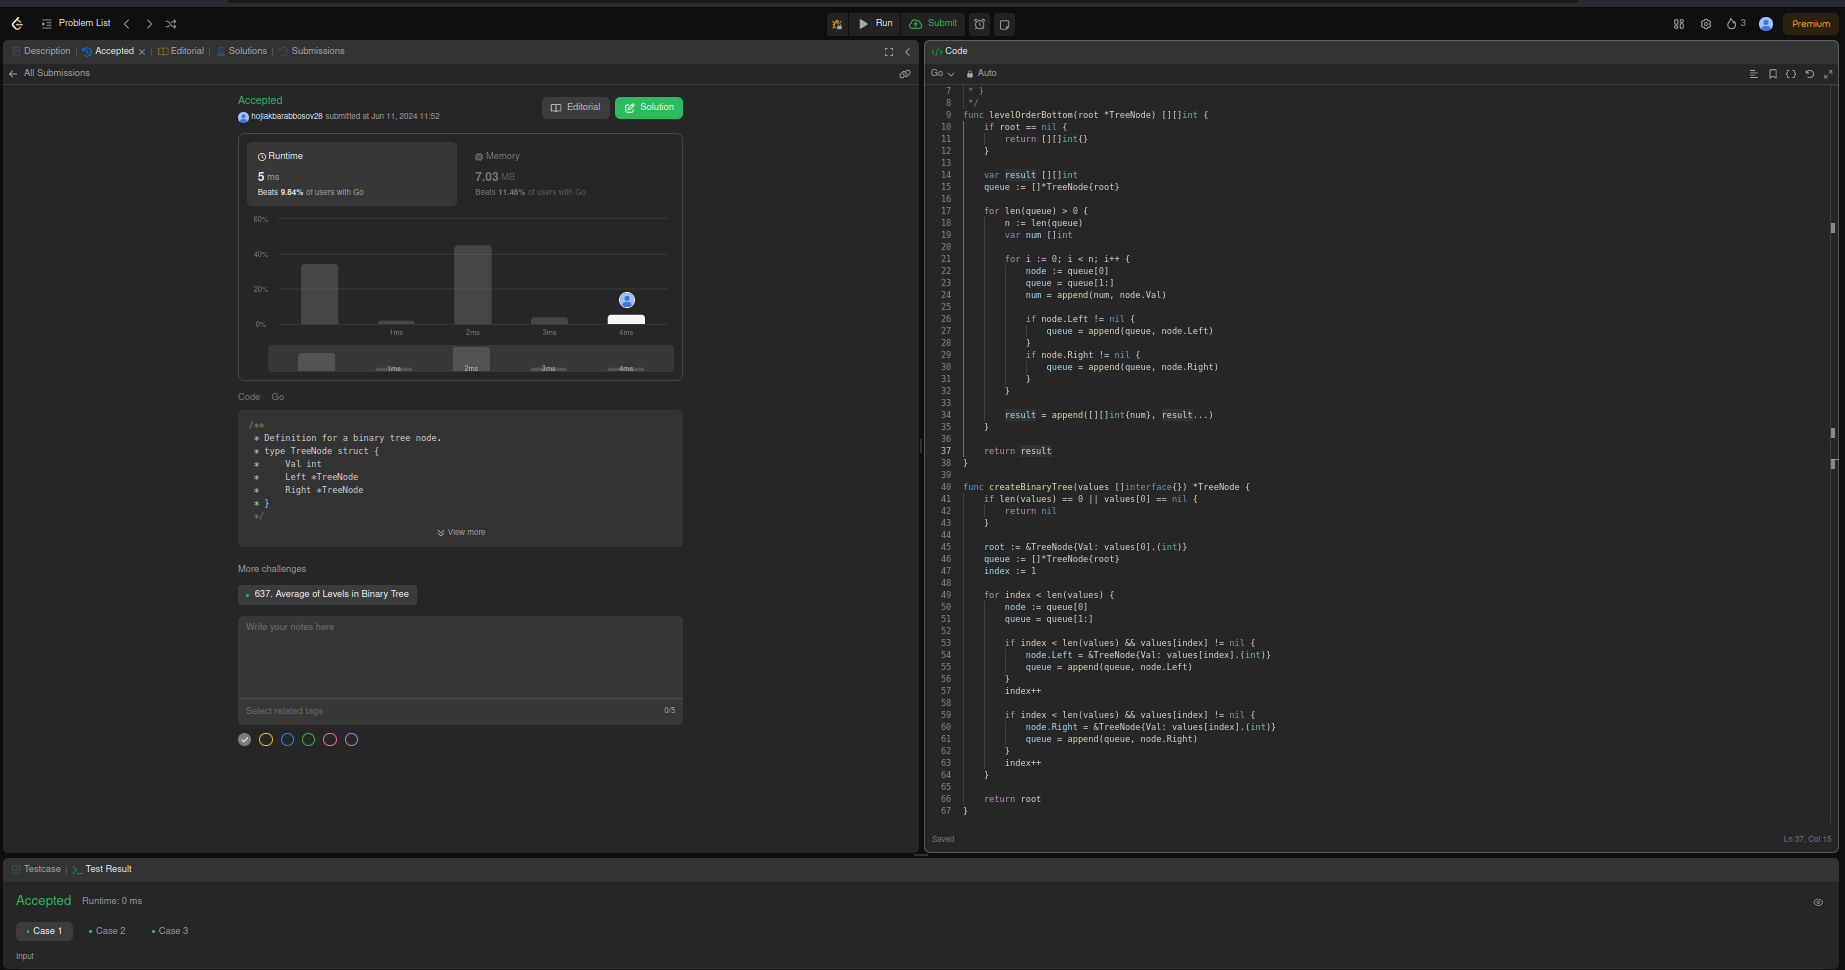 Problem List
Run
Submit
3
Premium
Description
Accepted
Editorial
Solutions
Submissions
All Submissions
Accepted
hojiakbarabbosov28 submitted at Jun 11, 2024 11:52
Editorial
Solution
Runtime
5 ms
Beats 9.84% of users with Go
Memory
7.03 MB
Beats 11.48% of users with Go
60%
40%
20%
0%
1ms
2ms
3ms
4ms
1ms
2ms
3ms
4ms
Code
Go
/**
* Definition for a binary tree node.
* type TreeNode struct {
*     Val int
*     Left *TreeNode
*     Right *TreeNode
* }
*/
View more
More challenges
637. Average of Levels in Binary Tree
Write your notes here
Select related tags
0/5
</> Code
Go
Auto
7 * }
8 */
9 func levelOrderBottom(root *TreeNode) [][]int {
10 if root == nil {
11 return [][]int{}
12 }
13
14 var result [][]int
15 queue := []*TreeNode{root}
16
17 for len(queue) > 0 {
18 n := len(queue)
19 var num []int
20
21 for i := 0; i < n; i++ {
22 node := queue[0]
23 queue = queue[1:]
24 num = append(num, node.Val)
25
26 if node.Left != nil {
27 queue = append(queue, node.Left)
28 }
29 if node.Right != nil {
30 queue = append(queue, node.Right)
31 }
32 }
33
34 result = append([][]int{num}, result...)
35 }
36
37 return result
38 }
39
40 func createBinaryTree(values []interface{}) *TreeNode {
41 if len(values) == 0 || values[0] == nil {
42 return nil
43 }
44
45 root := &TreeNode{Val: values[0].(int)}
46 queue := []*TreeNode{root}
47 index := 1
48
49 for index < len(values) {
50 node := queue[0]
51 queue = queue[1:]
52
53 if index < len(values) && values[index] != nil {
54 node.Left = &TreeNode{Val: values[index].(int)}
55 queue = append(queue, node.Left)
56 }
57 index++
58
59 if index < len(values) && values[index] != nil {
60 node.Right = &TreeNode{Val: values[index].(int)}
61 queue = append(queue, node.Right)
62 }
63 index++
64 }
65
66 return root
67 }
Saved
Ln 37, Col 15
Testcase
>_ Test Result
Accepted
Runtime: 0 ms
Case 1
Case 2
Case 3
Input